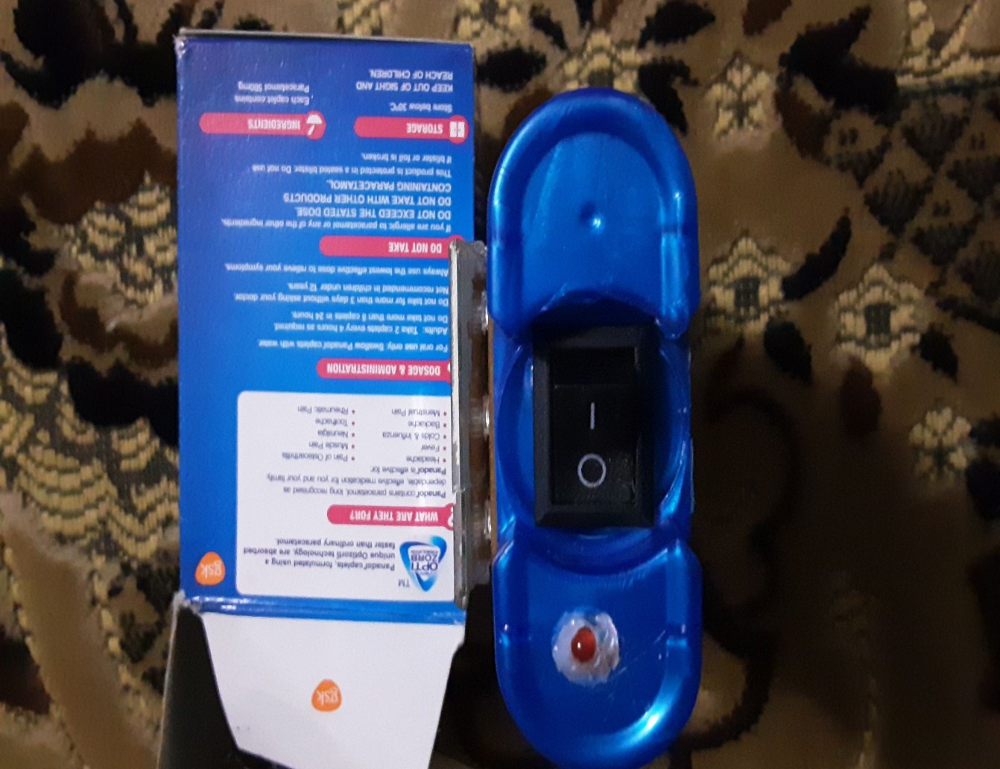 gsk
TM
OPTI
ZORB
Panadol caplets, formulated using a
unique Optizorb technology, are absorbed
faster than ordinary paracetamol.
WHAT ARE THEY FOR?
Panadol contains paracetamol, long recognised as
dependable, effective medication for you and your family.
Panadol is effective for:
• Headache
• Fever
• Colds & Influenza
• Backache
• Menstrual Pain
• Pain of Osteoarthritis
• Muscle Pain
• Neuralgia
• Toothache
• Rheumatic Pain
gsk
DOSAGE & ADMINISTRATION
For oral use only. Swallow Panadol caplets with water.
Adults: Take 2 caplets every 4 hours as required.
Do not take more than 8 caplets in 24 hours.
Do not take for more than 3 days without asking your doctor.
Not recommended in children under 12 years.
Always use the lowest effective dose to relieve your symptoms.
DO NOT TAKE
If you are allergic to paracetamol or any of the other ingredients.
DO NOT EXCEED THE STATED DOSE.
DO NOT TAKE WITH OTHER PRODUCTS
CONTAINING PARACETAMOL.
This product is protected in a sealed blister. Do not use
if blister or foil is broken.
STORAGE
Store below 30°C
KEEP OUT OF SIGHT AND
REACH OF CHILDREN.
INGREDIENTS
Each caplet contains
Paracetamol 500mg
I
O